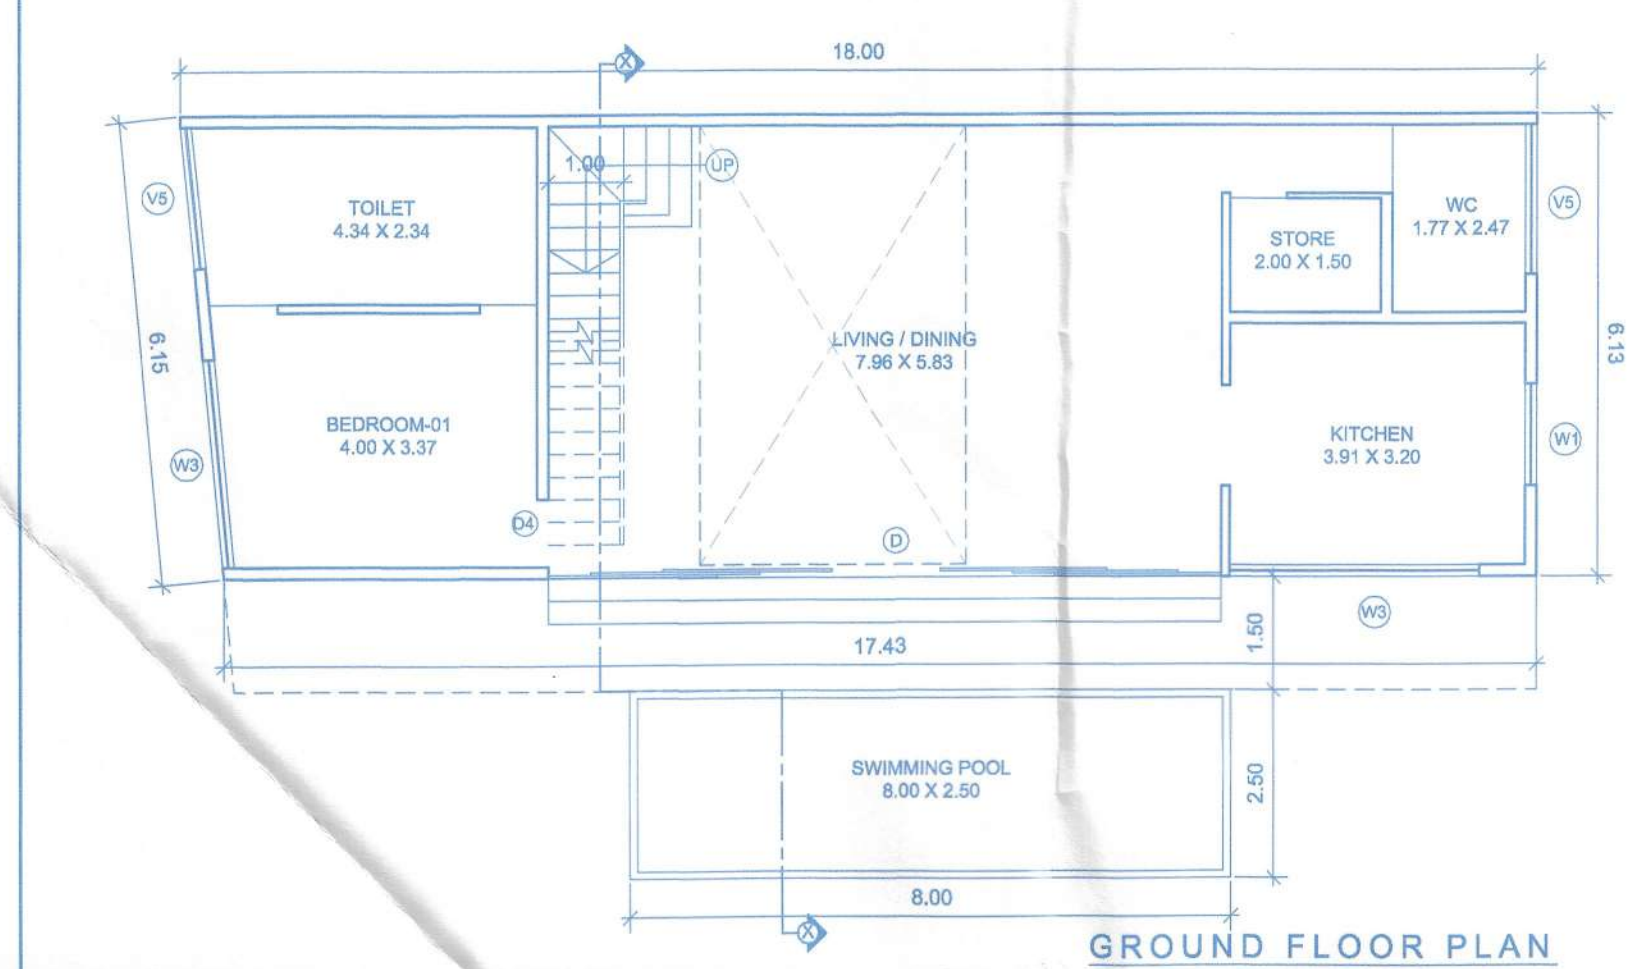 18.00
X
1.00
UP
V5
TOILET
4.34 X 2.34
WC
1.77 X 2.47
V5
STORE
2.00 X 1.50
6.15
LIVING / DINING
7.96 X 5.83
6.13
BEDROOM-01
4.00 X 3.37
KITCHEN
3.91 X 3.20
W1
W3
D4
D
W3
1.50
17.43
SWIMMING POOL
8.00 X 2.50
2.50
8.00
X
GROUND FLOOR PLAN